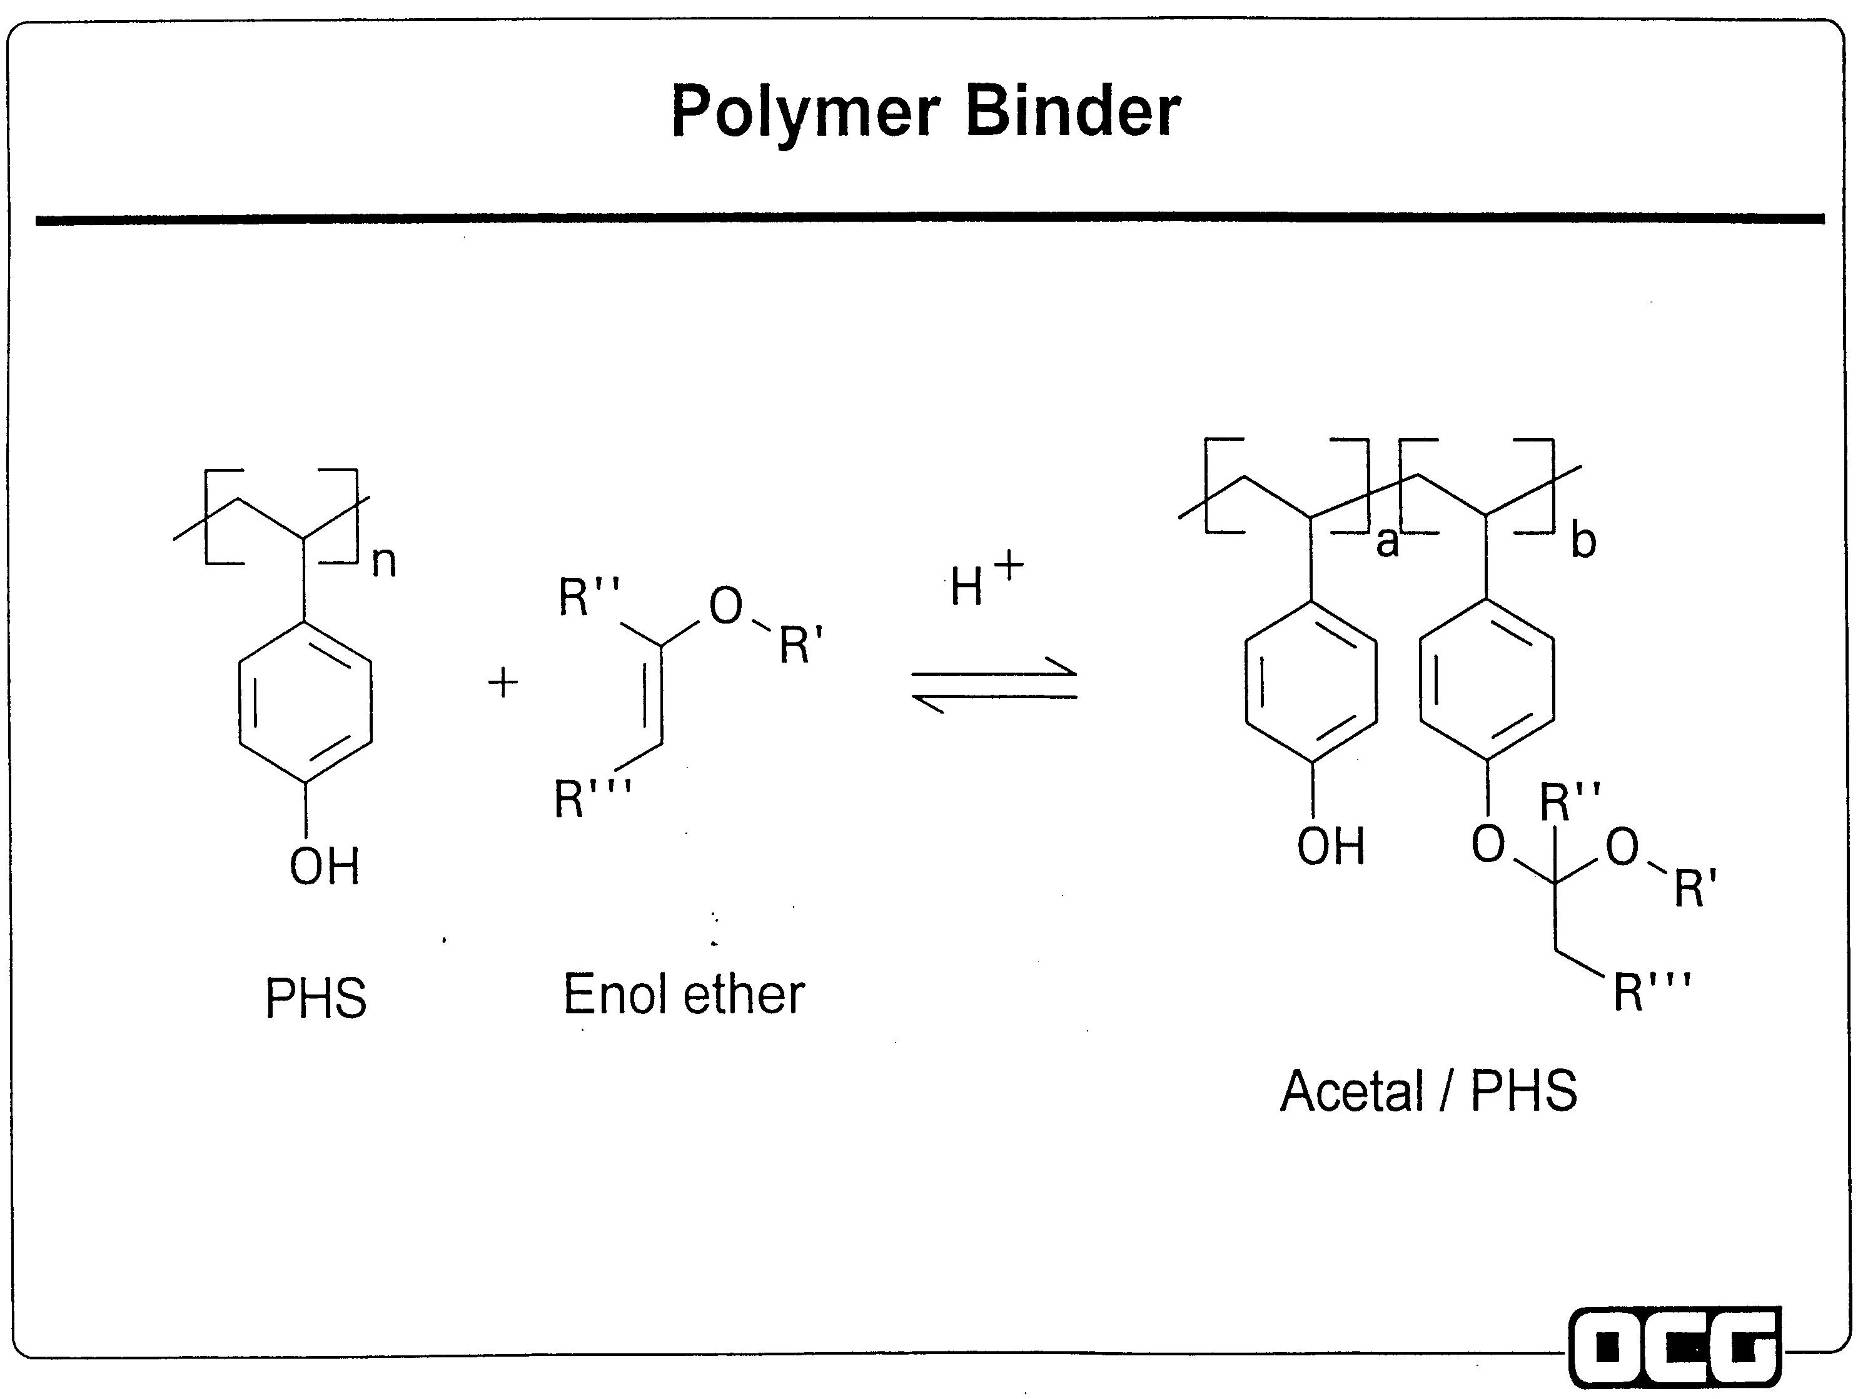 Polymer Binder
n
OH
PHS
+
R''
O
R'
R'''
Enol ether
H+
a
b
OH
O
R''
O
R'
R'''
Acetal / PHS
OCG